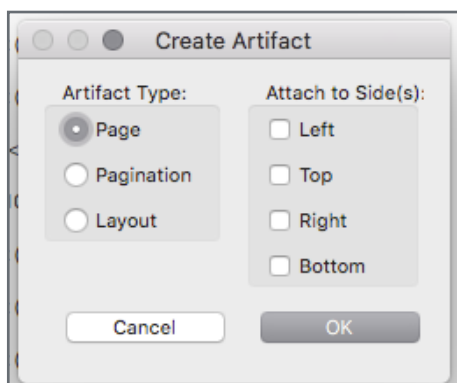 Create Artifact
Artifact Type:
Page
Pagination
Layout
Attach to Side(s):
Left
Top
Right
Bottom
Cancel
OK